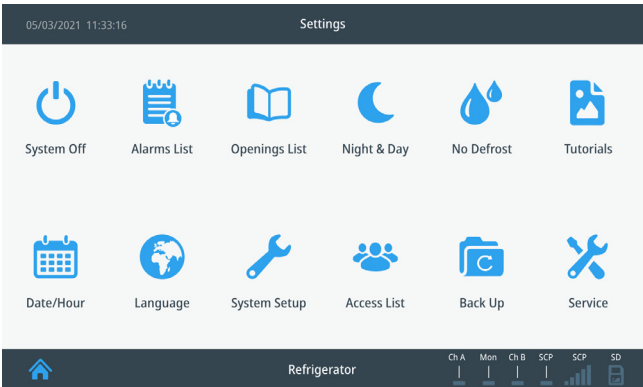 05/03/2021 11:33:16 Settings
System Off Alarms List Openings List Night & Day No Defrost Tutorials
Date/Hour Language System Setup Access List Back Up Service
Ch A Mon Ch B SCP SCP SD
Refrigerator